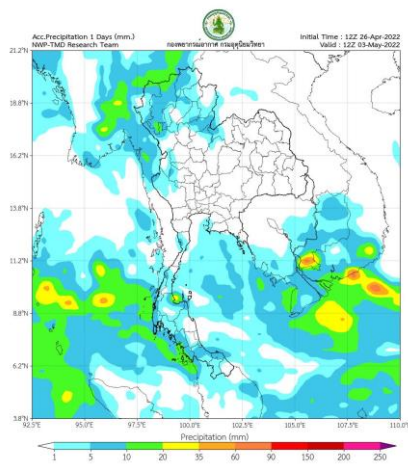 Acc.Precipitation 1 Days (mm.)
NWP-TMD Research Team
กองพยากรณ์อากาศ กรมอุตุนิยมวิทยา
Initial Time : 12Z 26-Apr-2022
Valid : 12Z 03-May-2022
21.2°N
18.8°N
16.2°N
13.8°N
11.2°N
8.8°N
6.2°N
3.8°N
92.5°E 95.0°E 97.5°E 100.0°E 102.5°E 105.0°E 107.5°E 110.0°E
Precipitation (mm)
1 5 10 20 35 60 90 150 200 250